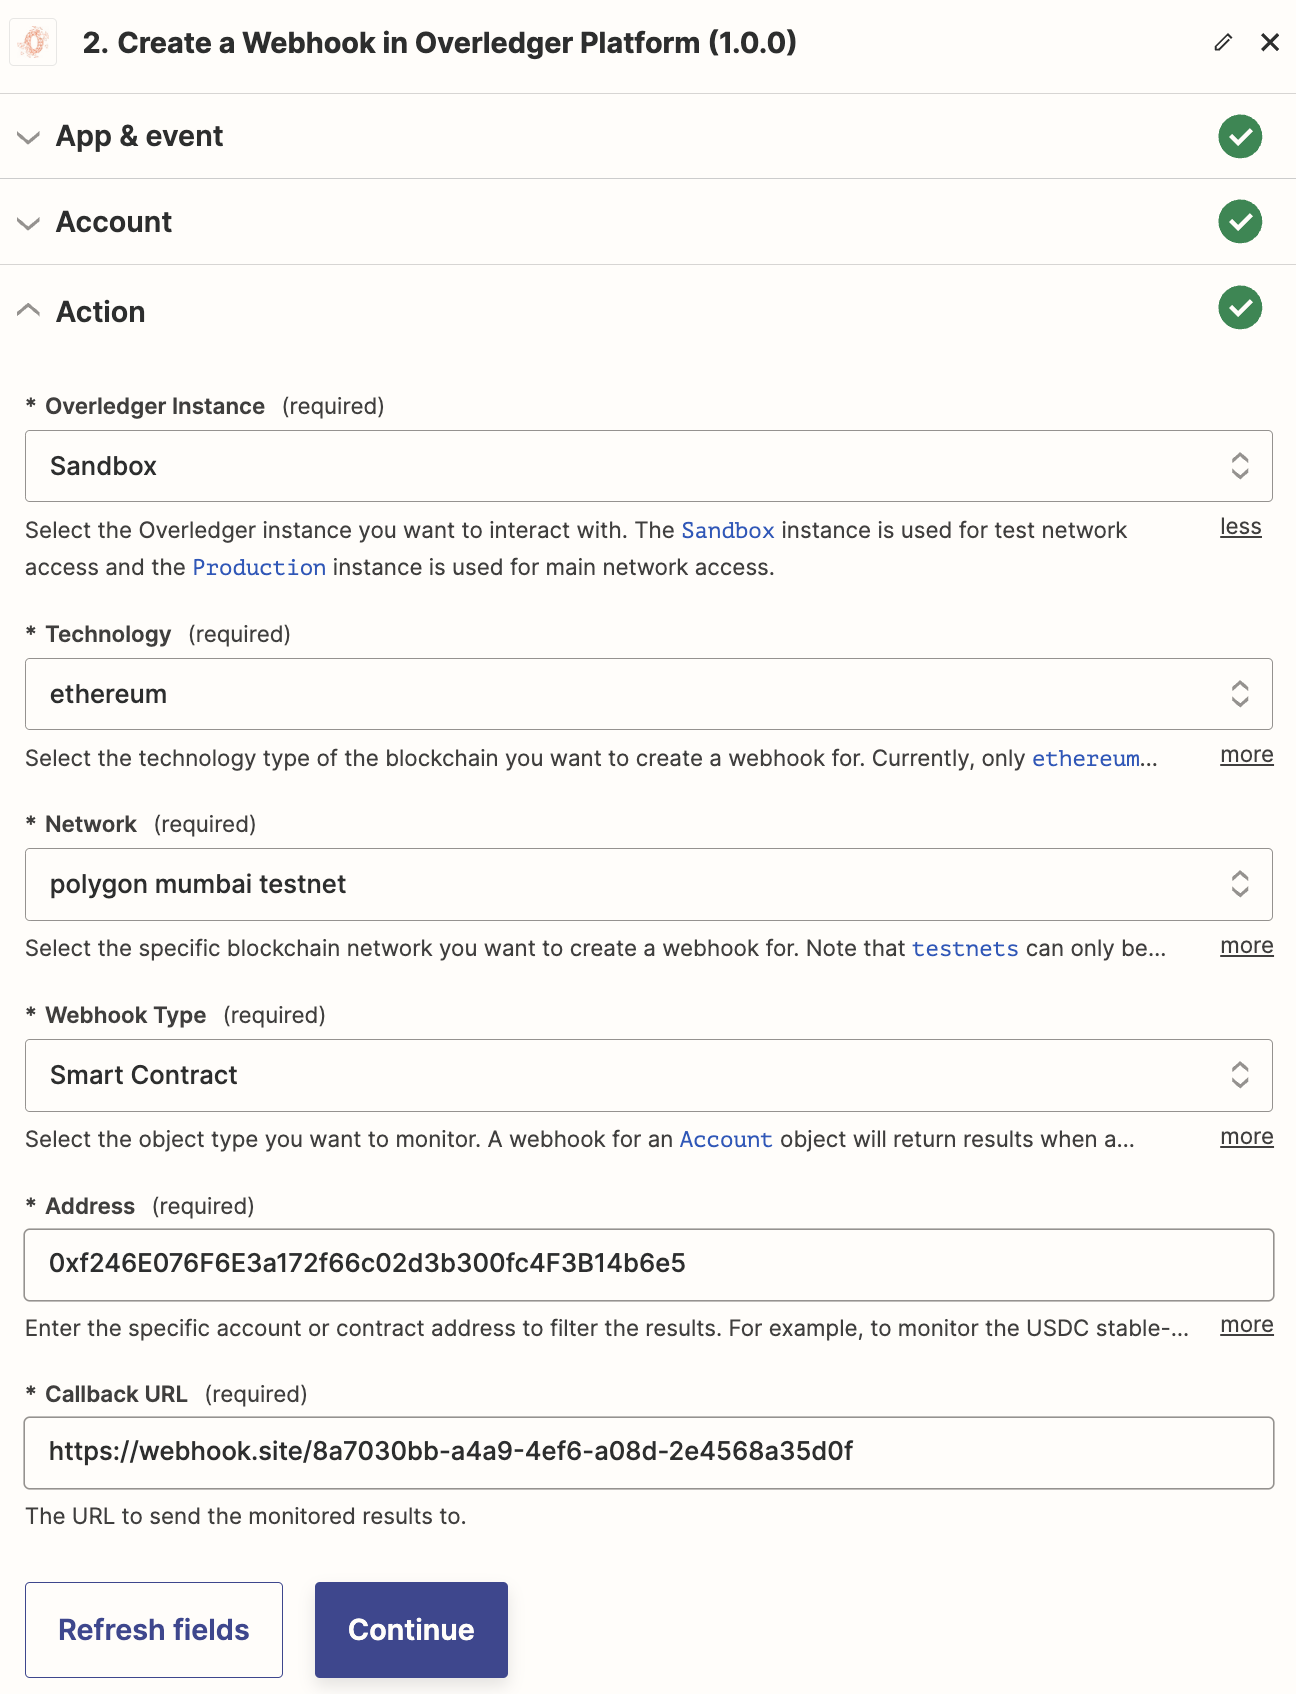 2. Create a Webhook in Overledger Platform (1.0.0)
App & event
Account
Action
* Overledger Instance (required)
Sandbox
Select the Overledger instance you want to interact with. The Sandbox instance is used for test network
less
access and the Production instance is used for main network access.
* Technology (required)
ethereum
Select the technology type of the blockchain you want to create a webhook for. Currently, only ethereum...
more
* Network (required)
polygon mumbai testnet
Select the specific blockchain network you want to create a webhook for. Note that testnets can only be...
more
* Webhook Type (required)
Smart Contract
Select the object type you want to monitor. A webhook for an Account object will return results when a...
more
* Address (required)
0xf246E076F6E3a172f66c02d3b300fc4F3B14b6e5
Enter the specific account or contract address to filter the results. For example, to monitor the USDC stable-...
more
* Callback URL (required)
https://webhook.site/8a7030bb-a4a9-4ef6-a08d-2e4568a35d0f
The URL to send the monitored results to.
Refresh fields
Continue